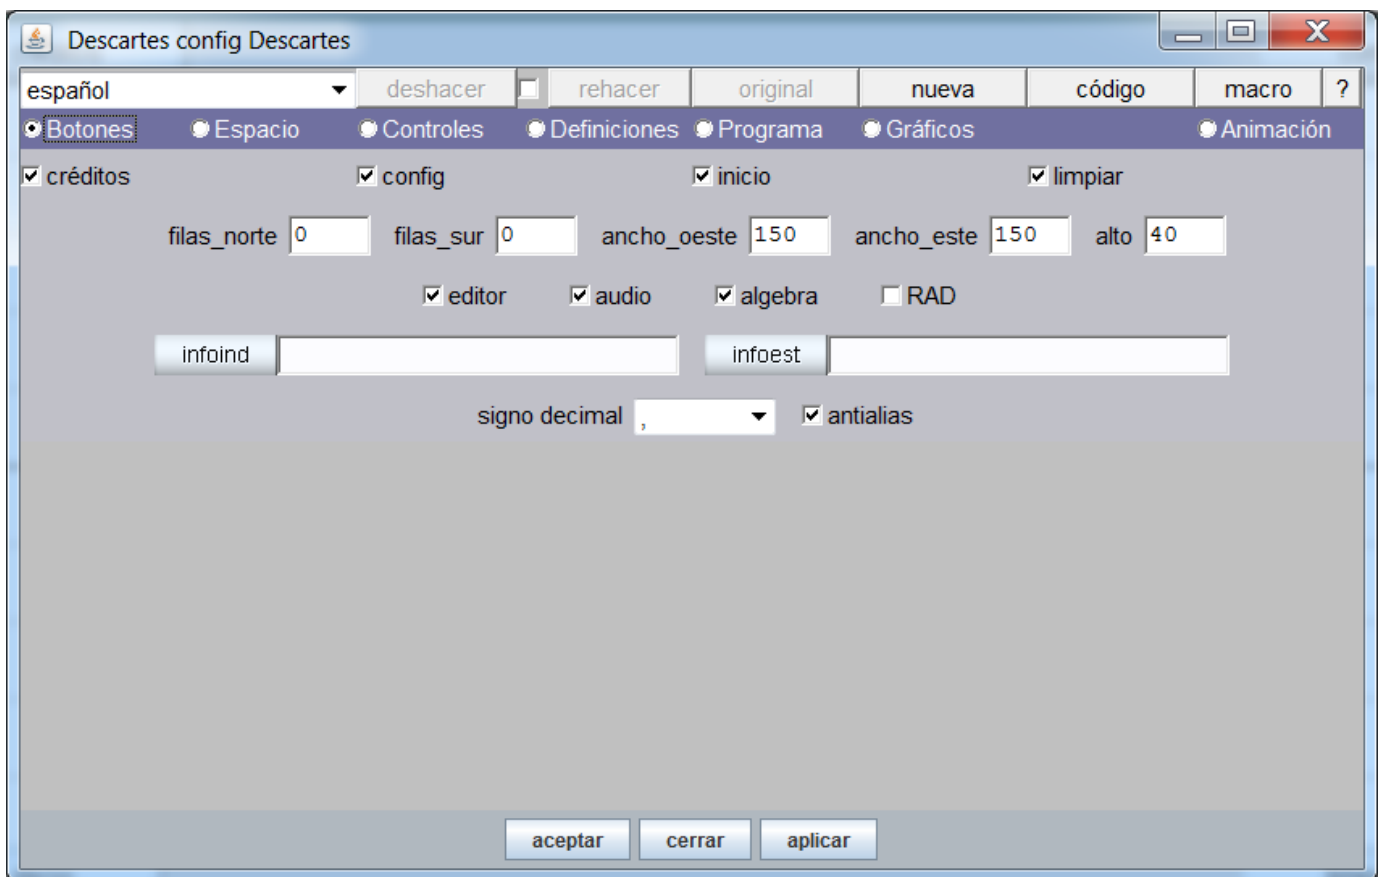 Descartes config Descartes
español deshacer rehacer original nueva código macro ?
Botones Espacio Controles Definiciones Programa Gráficos Animación
créditos config inicio limpiar
filas_norte 0 filas_sur 0 ancho_oeste 150 ancho_este 150 alto 40
editor audio algebra RAD
infoind infoest
signo decimal , antialias
aceptar cerrar aplicar